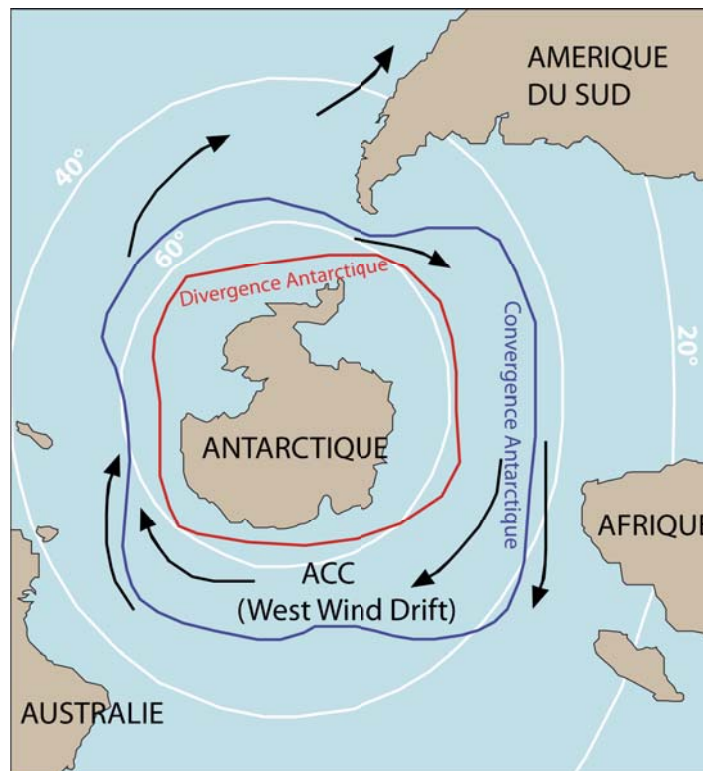 AMERIQUE
DU SUD
40°
60°
Divergence Antarctique
Convergence Antarctique
20°
ANTARCTIQUE
AFRIQUE
ACC
(West Wind Drift)
AUSTRALIE